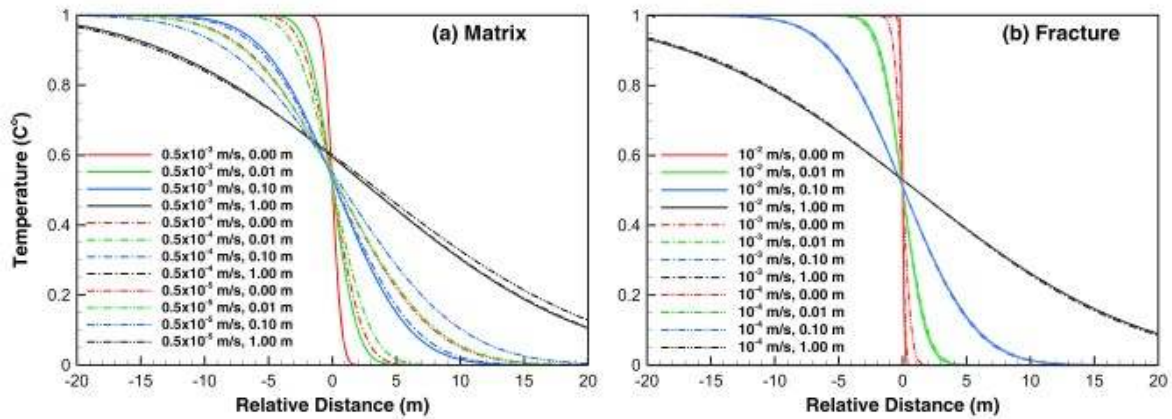 (a) Matrix
Temperature (C°)
1
0.8
0.6
0.4
0.2
0
0.5x10⁻³ m/s, 0.00 m
0.5x10⁻³ m/s, 0.01 m
0.5x10⁻³ m/s, 0.10 m
0.5x10⁻³ m/s, 1.00 m
0.5x10⁻⁴ m/s, 0.00 m
0.5x10⁻⁴ m/s, 0.01 m
0.5x10⁻⁴ m/s, 0.10 m
0.5x10⁻⁴ m/s, 1.00 m
0.5x10⁻⁵ m/s, 0.00 m
0.5x10⁻⁵ m/s, 0.01 m
0.5x10⁻⁵ m/s, 0.10 m
0.5x10⁻⁵ m/s, 1.00 m
-20 -15 -10 -5 0 5 10 15 20
Relative Distance (m)
(b) Fracture
1
0.8
0.6
0.4
0.2
0
10⁻² m/s, 0.00 m
10⁻² m/s, 0.01 m
10⁻² m/s, 0.10 m
10⁻² m/s, 1.00 m
10⁻³ m/s, 0.00 m
10⁻³ m/s, 0.01 m
10⁻³ m/s, 0.10 m
10⁻³ m/s, 1.00 m
10⁻⁴ m/s, 0.00 m
10⁻⁴ m/s, 0.01 m
10⁻⁴ m/s, 0.10 m
10⁻⁴ m/s, 1.00 m
-20 -15 -10 -5 0 5 10 15 20
Relative Distance (m)